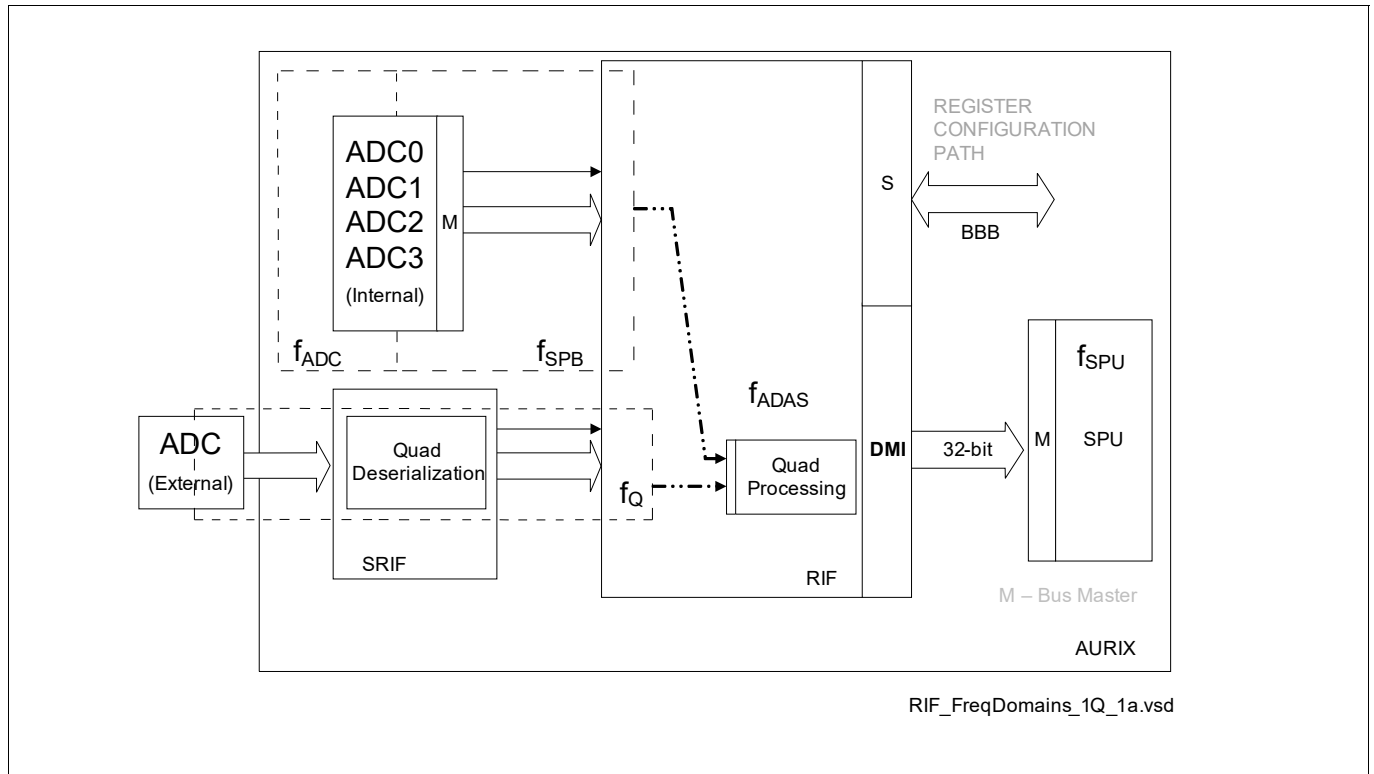 REGISTER
CONFIGURATION
PATH
ADC0
ADC1
ADC2
ADC3
(Internal)
M
S
BBB
fADC
fSPB
fSPU
fADAS
ADC
(External)
Quad
Deserialization
fQ
Quad
Processing
DMI
32-bit
M
SPU
SRIF
RIF
M – Bus Master
AURIX
RIF_FreqDomains_1Q_1a.vsd